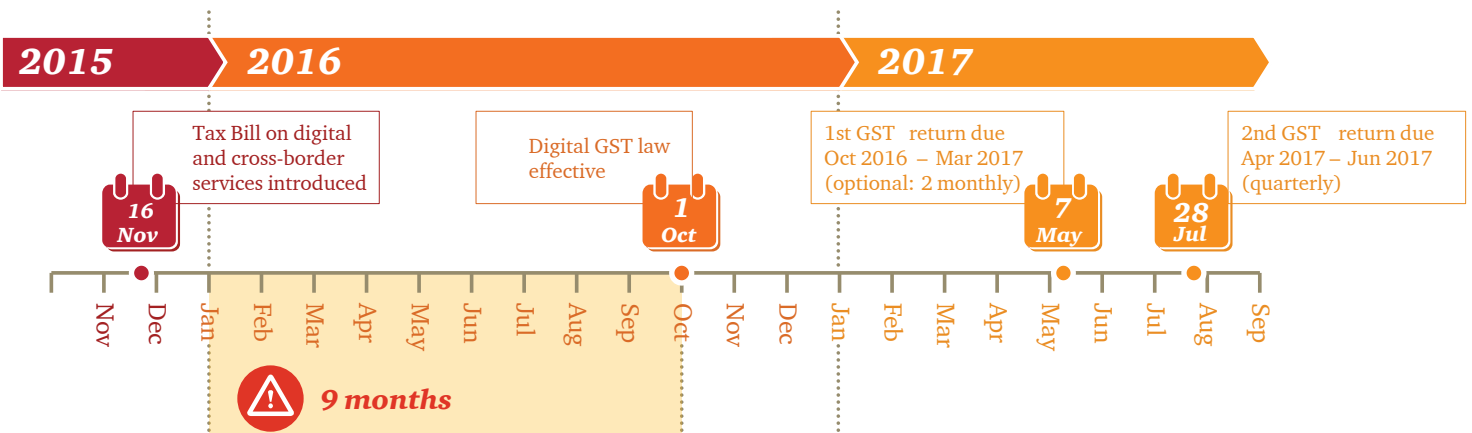 2015
2016
2017
Tax Bill on digital
and cross-border
services introduced
16
Nov
Digital GST law
effective
1
Oct
1st GST return due
Oct 2016 – Mar 2017
(optional: 2 monthly)
7
May
2nd GST return due
Apr 2017 – Jun 2017
(quarterly)
28
Jul
Nov
Dec
Jan
Feb
Mar
Apr
May
Jun
Jul
Aug
Sep
Oct
Nov
Dec
Jan
Feb
Mar
Apr
May
Jun
Jul
Aug
Sep
!
9 months